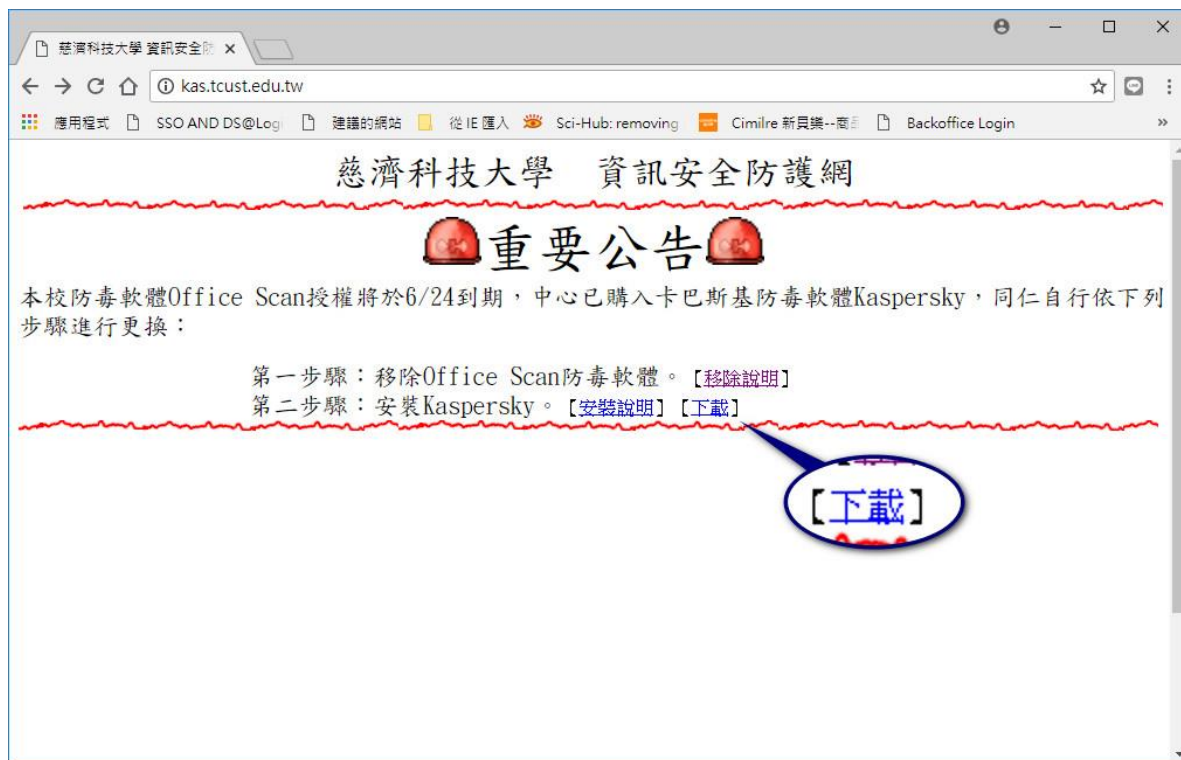 慈濟科技大學 資訊安全防
kas.tcust.edu.tw
應用程式 SSO AND DS@Log 建議的網站 從 IE 匯入 Sci-Hub: removing Cimilre 新貝樂--商品 Backoffice Login »
慈濟科技大學 資訊安全防護網
重要公告
本校防毒軟體Office Scan授權將於6/24到期，中心已購入卡巴斯基防毒軟體Kaspersky，同仁自行依下列
步驟進行更換：
第一步驟：移除Office Scan防毒軟體。【移除說明】
第二步驟：安裝Kaspersky。【安裝說明】【下載】
【下載】